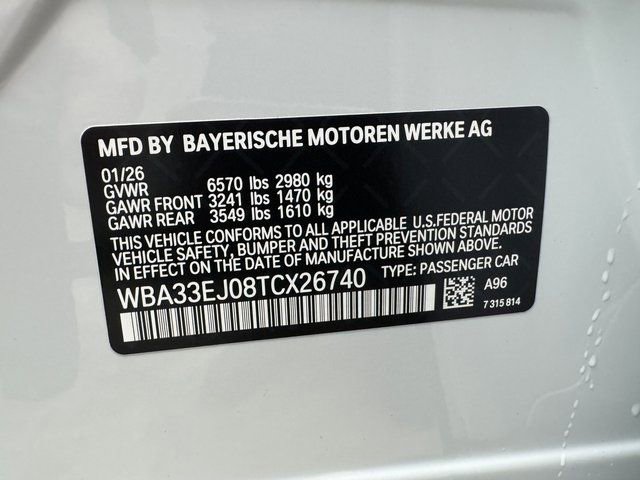 MFD BY BAYERISCHE MOTOREN WERKE AG
01/26
GVWR 6570 lbs 2980 kg
GAWR FRONT 3241 lbs 1470 kg
GAWR REAR 3549 lbs 1610 kg
THIS VEHICLE CONFORMS TO ALL APPLICABLE U.S.FEDERAL MOTOR
VEHICLE SAFETY, BUMPER AND THEFT PREVENTION STANDARDS
IN EFFECT ON THE DATE OF MANUFACTURE SHOWN ABOVE.
WBA33EJ08TCX26740 TYPE: PASSENGER CAR
A96
7 315 814